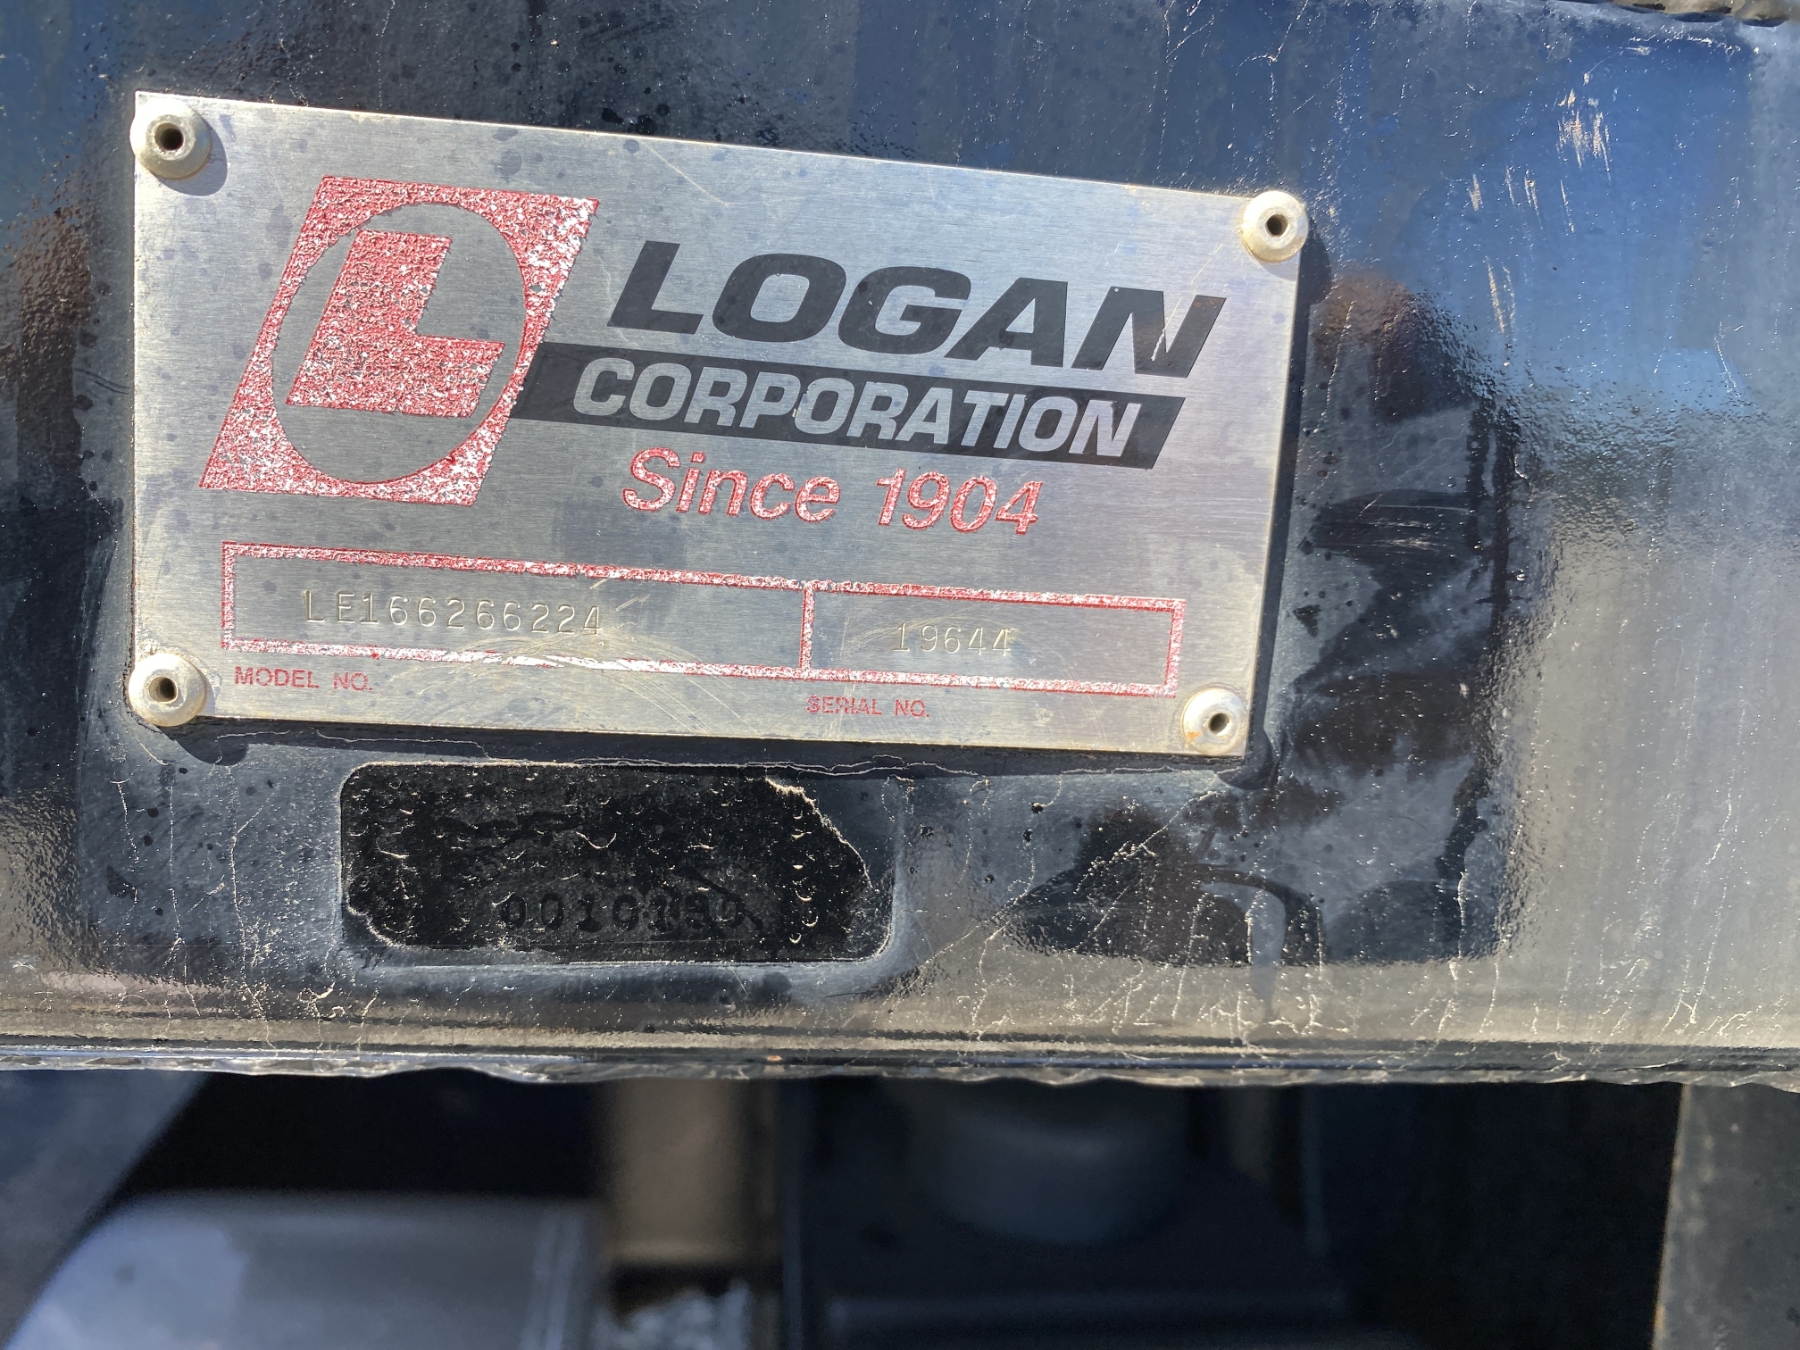 L
LOGAN
CORPORATION
Since 1904
LE166266224
19644
MODEL NO.
SERIAL NO.